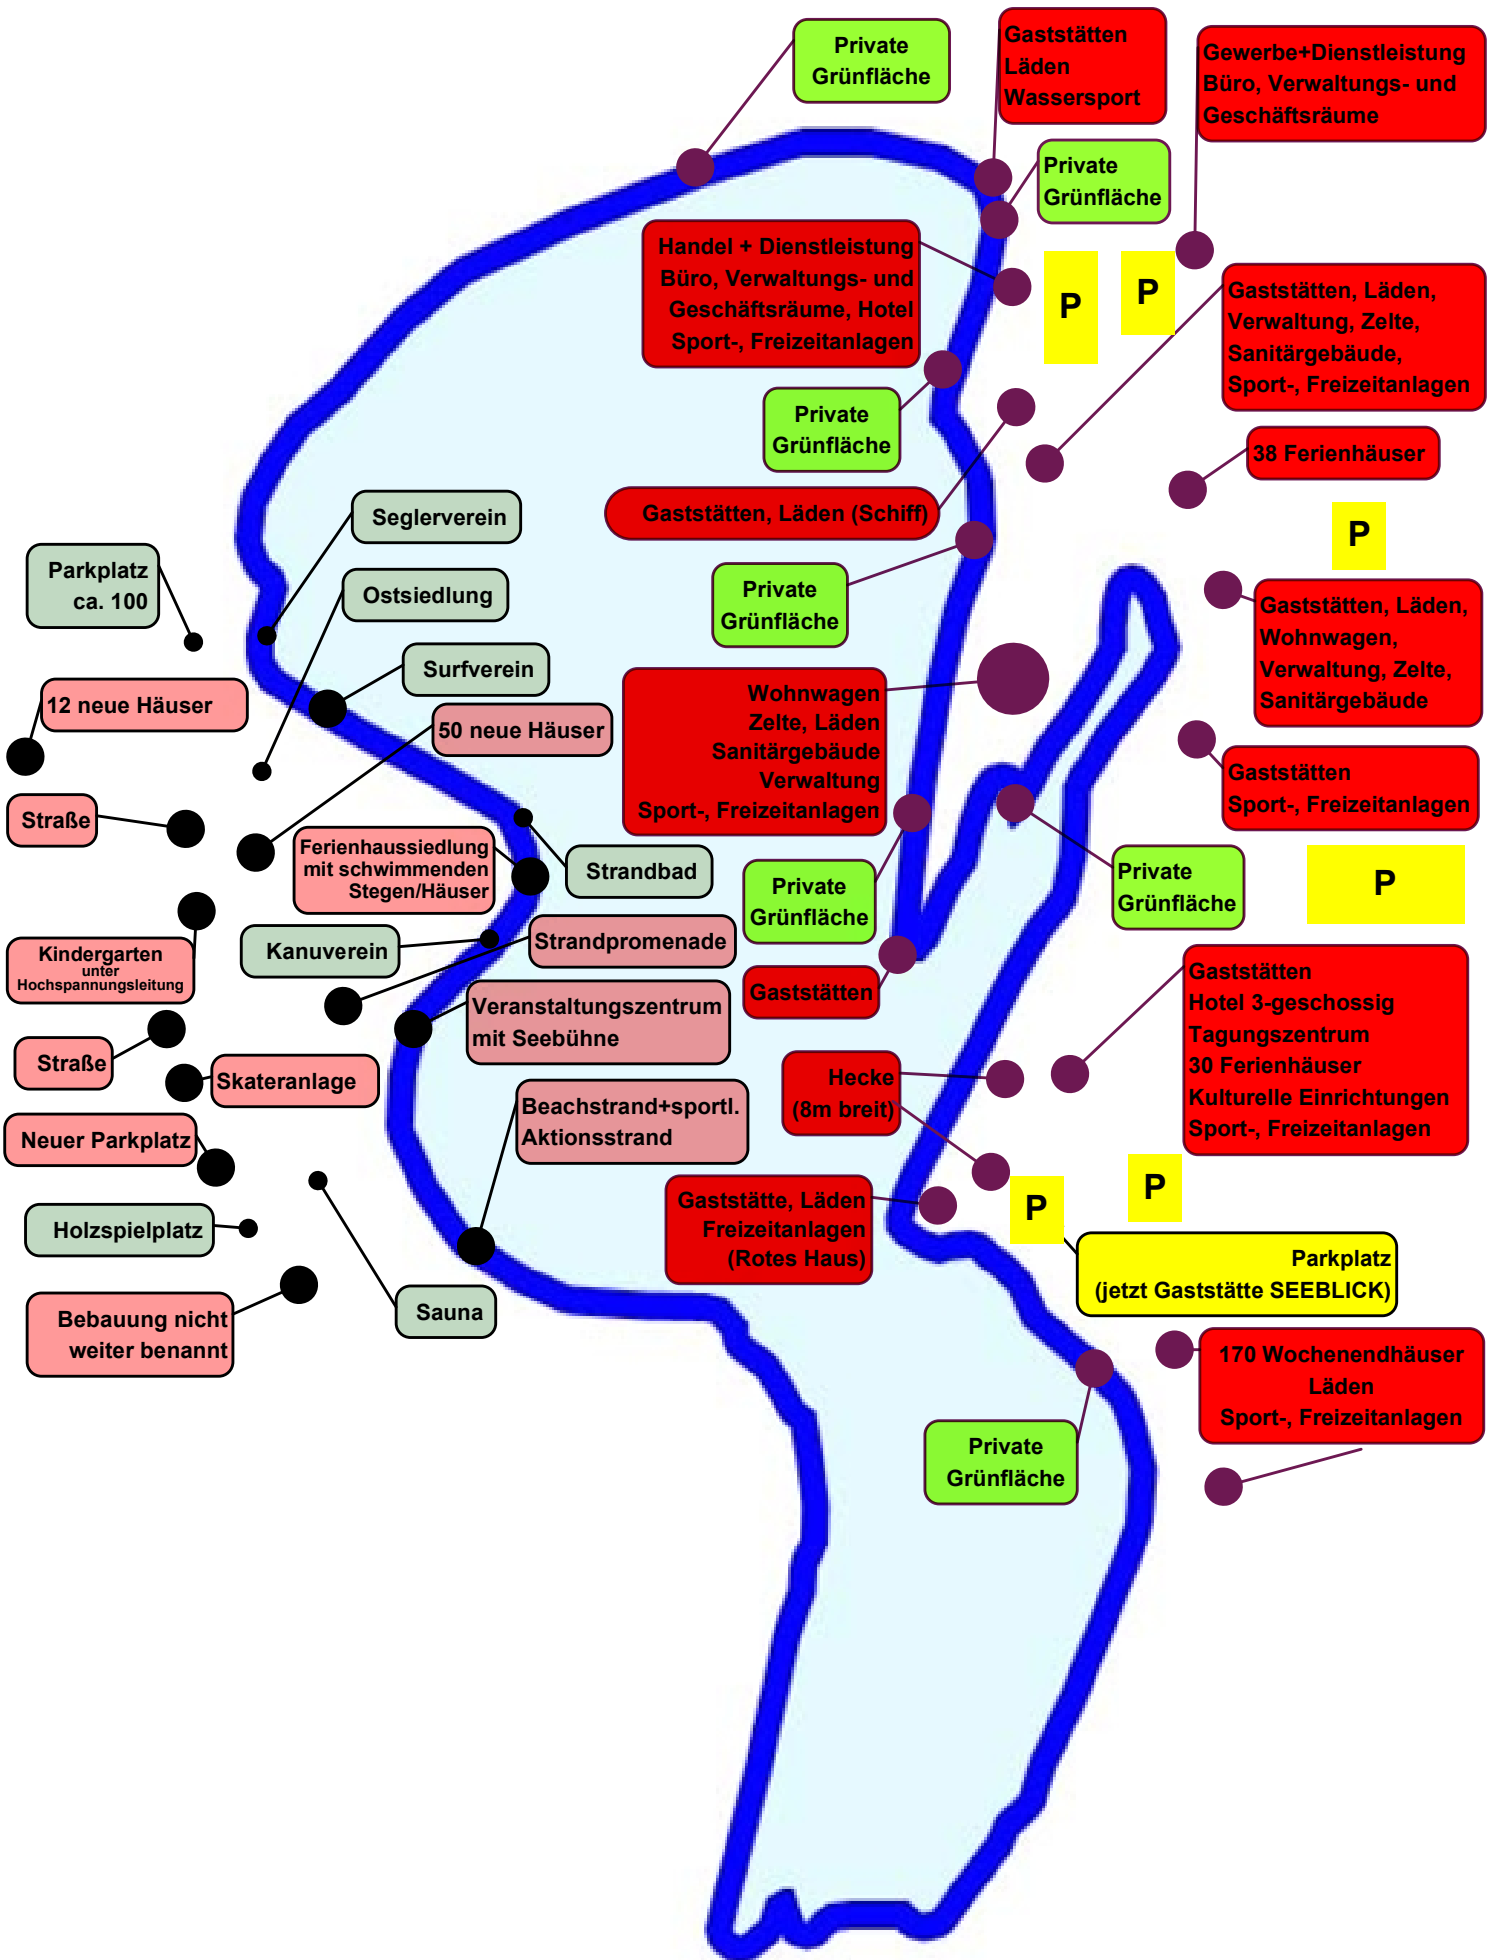 Private
Grünfläche
Gaststätten
Läden
Wassersport
Gewerbe+Dienstleistung
Büro, Verwaltungs- und
Geschäftsräume
Private
Grünfläche
Handel + Dienstleistung
Büro, Verwaltungs- und
Geschäftsräume, Hotel
Sport-, Freizeitanlagen
P
P
Gaststätten, Läden,
Verwaltung, Zelte,
Sanitärgebäude,
Sport-, Freizeitanlagen
Private
Grünfläche
38 Ferienhäuser
Gaststätten, Läden (Schiff)
Seglerverein
P
Parkplatz
ca. 100
Ostsiedlung
Private
Grünfläche
Gaststätten, Läden,
Wohnwagen,
Verwaltung, Zelte,
Sanitärgebäude
Surfverein
12 neue Häuser
50 neue Häuser
Wohnwagen
Zelte, Läden
Sanitärgebäude
Verwaltung
Sport-, Freizeitanlagen
Gaststätten
Sport-, Freizeitanlagen
Straße
Ferienhaussiedlung
mit schwimmenden
Stegen/Häuser
Strandbad
Private
Grünfläche
Private
Grünfläche
P
Kindergarten
unter
Hochspannungsleitung
Kanuverein
Strandpromenade
Gaststätten
Veranstaltungszentrum
mit Seebühne
Gaststätten
Hotel 3-geschossig
Tagungszentrum
30 Ferienhäuser
Kulturelle Einrichtungen
Sport-, Freizeitanlagen
Straße
Skateranlage
Hecke
(8m breit)
Beachstrand+sportl.
Aktionsstrand
Neuer Parkplatz
Gaststätte, Läden
Freizeitanlagen
(Rotes Haus)
P
P
Holzspielplatz
Parkplatz
(jetzt Gaststätte SEEBLICK)
Sauna
Bebauung nicht
weiter benannt
170 Wochenendhäuser
Läden
Sport-, Freizeitanlagen
Private
Grünfläche